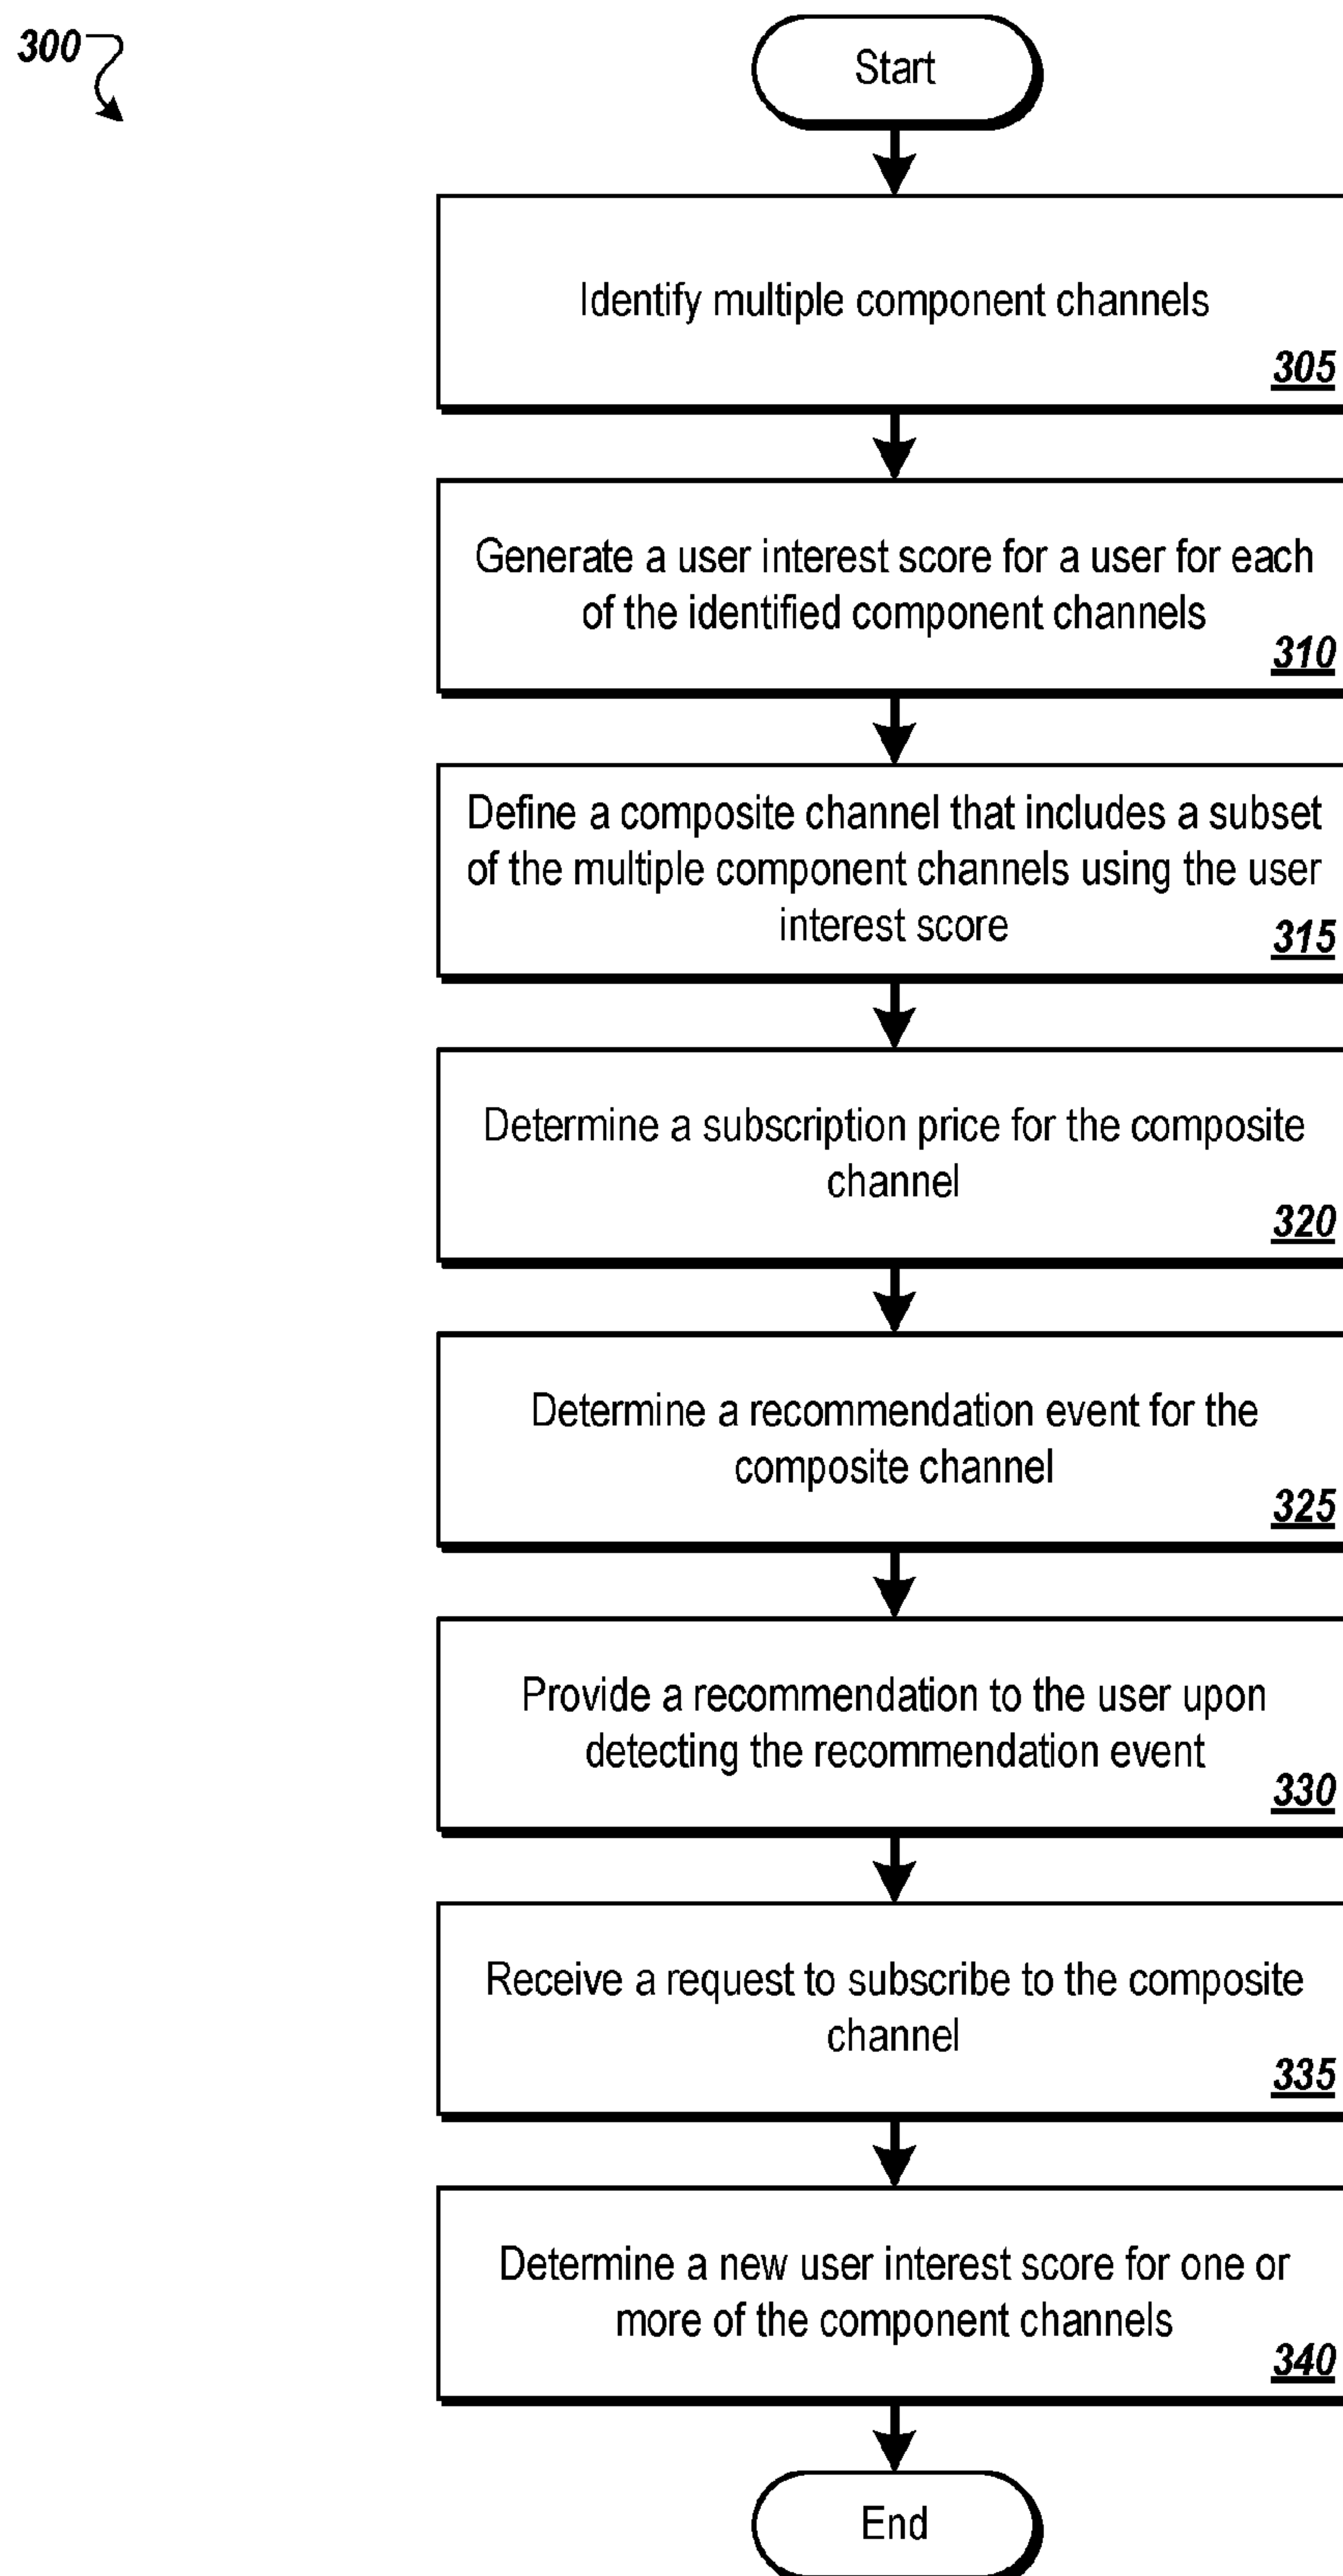 300
Start
Identify multiple component channels
305
Generate a user interest score for a user for each
of the identified component channels
310
Define a composite channel that includes a subset
of the multiple component channels using the user
interest score
315
Determine a subscription price for the composite
channel
320
Determine a recommendation event for the
composite channel
325
Provide a recommendation to the user upon
detecting the recommendation event
330
Receive a request to subscribe to the composite
channel
335
Determine a new user interest score for one or
more of the component channels
340
End